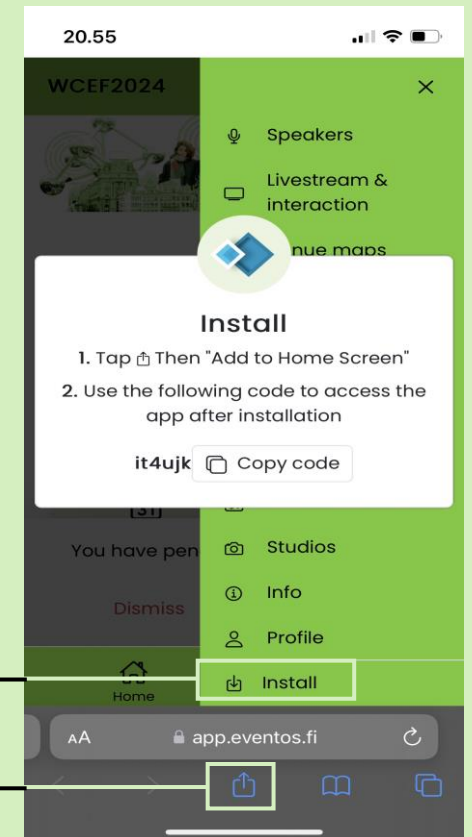 20.55
WCEF2024
Speakers
Livestream &
interaction
nue maps
Install
1. Tap Then "Add to Home Screen"
2. Use the following code to access the
app after installation
it4ujk Copy code
31
You have pen
Studios
Info
Dismiss
Profile
Install
Home
AA app.eventos.fi